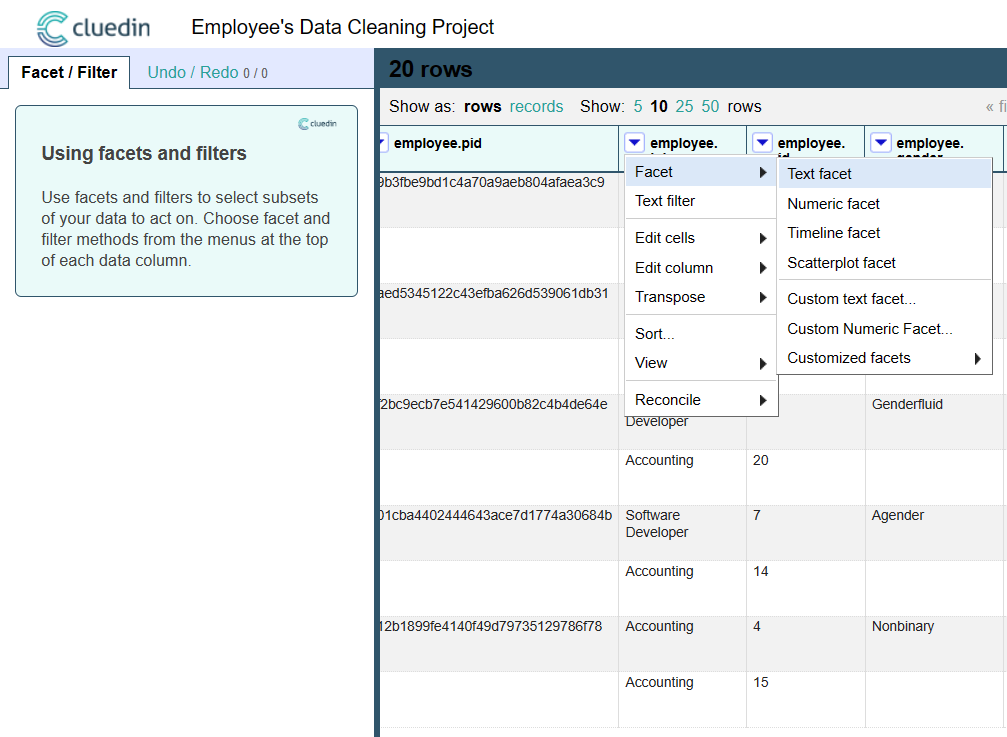 cluedin
Employee's Data Cleaning Project
Facet / Filter
Undo / Redo 0 / 0
cluedin
Using facets and filters
Use facets and filters to select subsets
of your data to act on. Choose facet and
filter methods from the menus at the top
of each data column.
20 rows
Show as: rows records Show: 5 10 25 50 rows
« fi
employee.pid
employee.
employee.
employee.
Facet
Text filter
Edit cells
Edit column
Transpose
Sort...
View
Reconcile
Text facet
Numeric facet
Timeline facet
Scatterplot facet
Custom text facet...
Custom Numeric Facet...
Customized facets
9b3fbe9bd1c4a70a9aeb804afaea3c9
aed5345122c43efba626d539061db31
2bc9ecb7e541429600b82c4b4de64e
Developer
Genderfluid
Accounting
20
01cba4402444643ace7d1774a30684b
Software
Developer
7
Agender
Accounting
14
12b1899fe4140f49d79735129786f78
Accounting
4
Nonbinary
Accounting
15